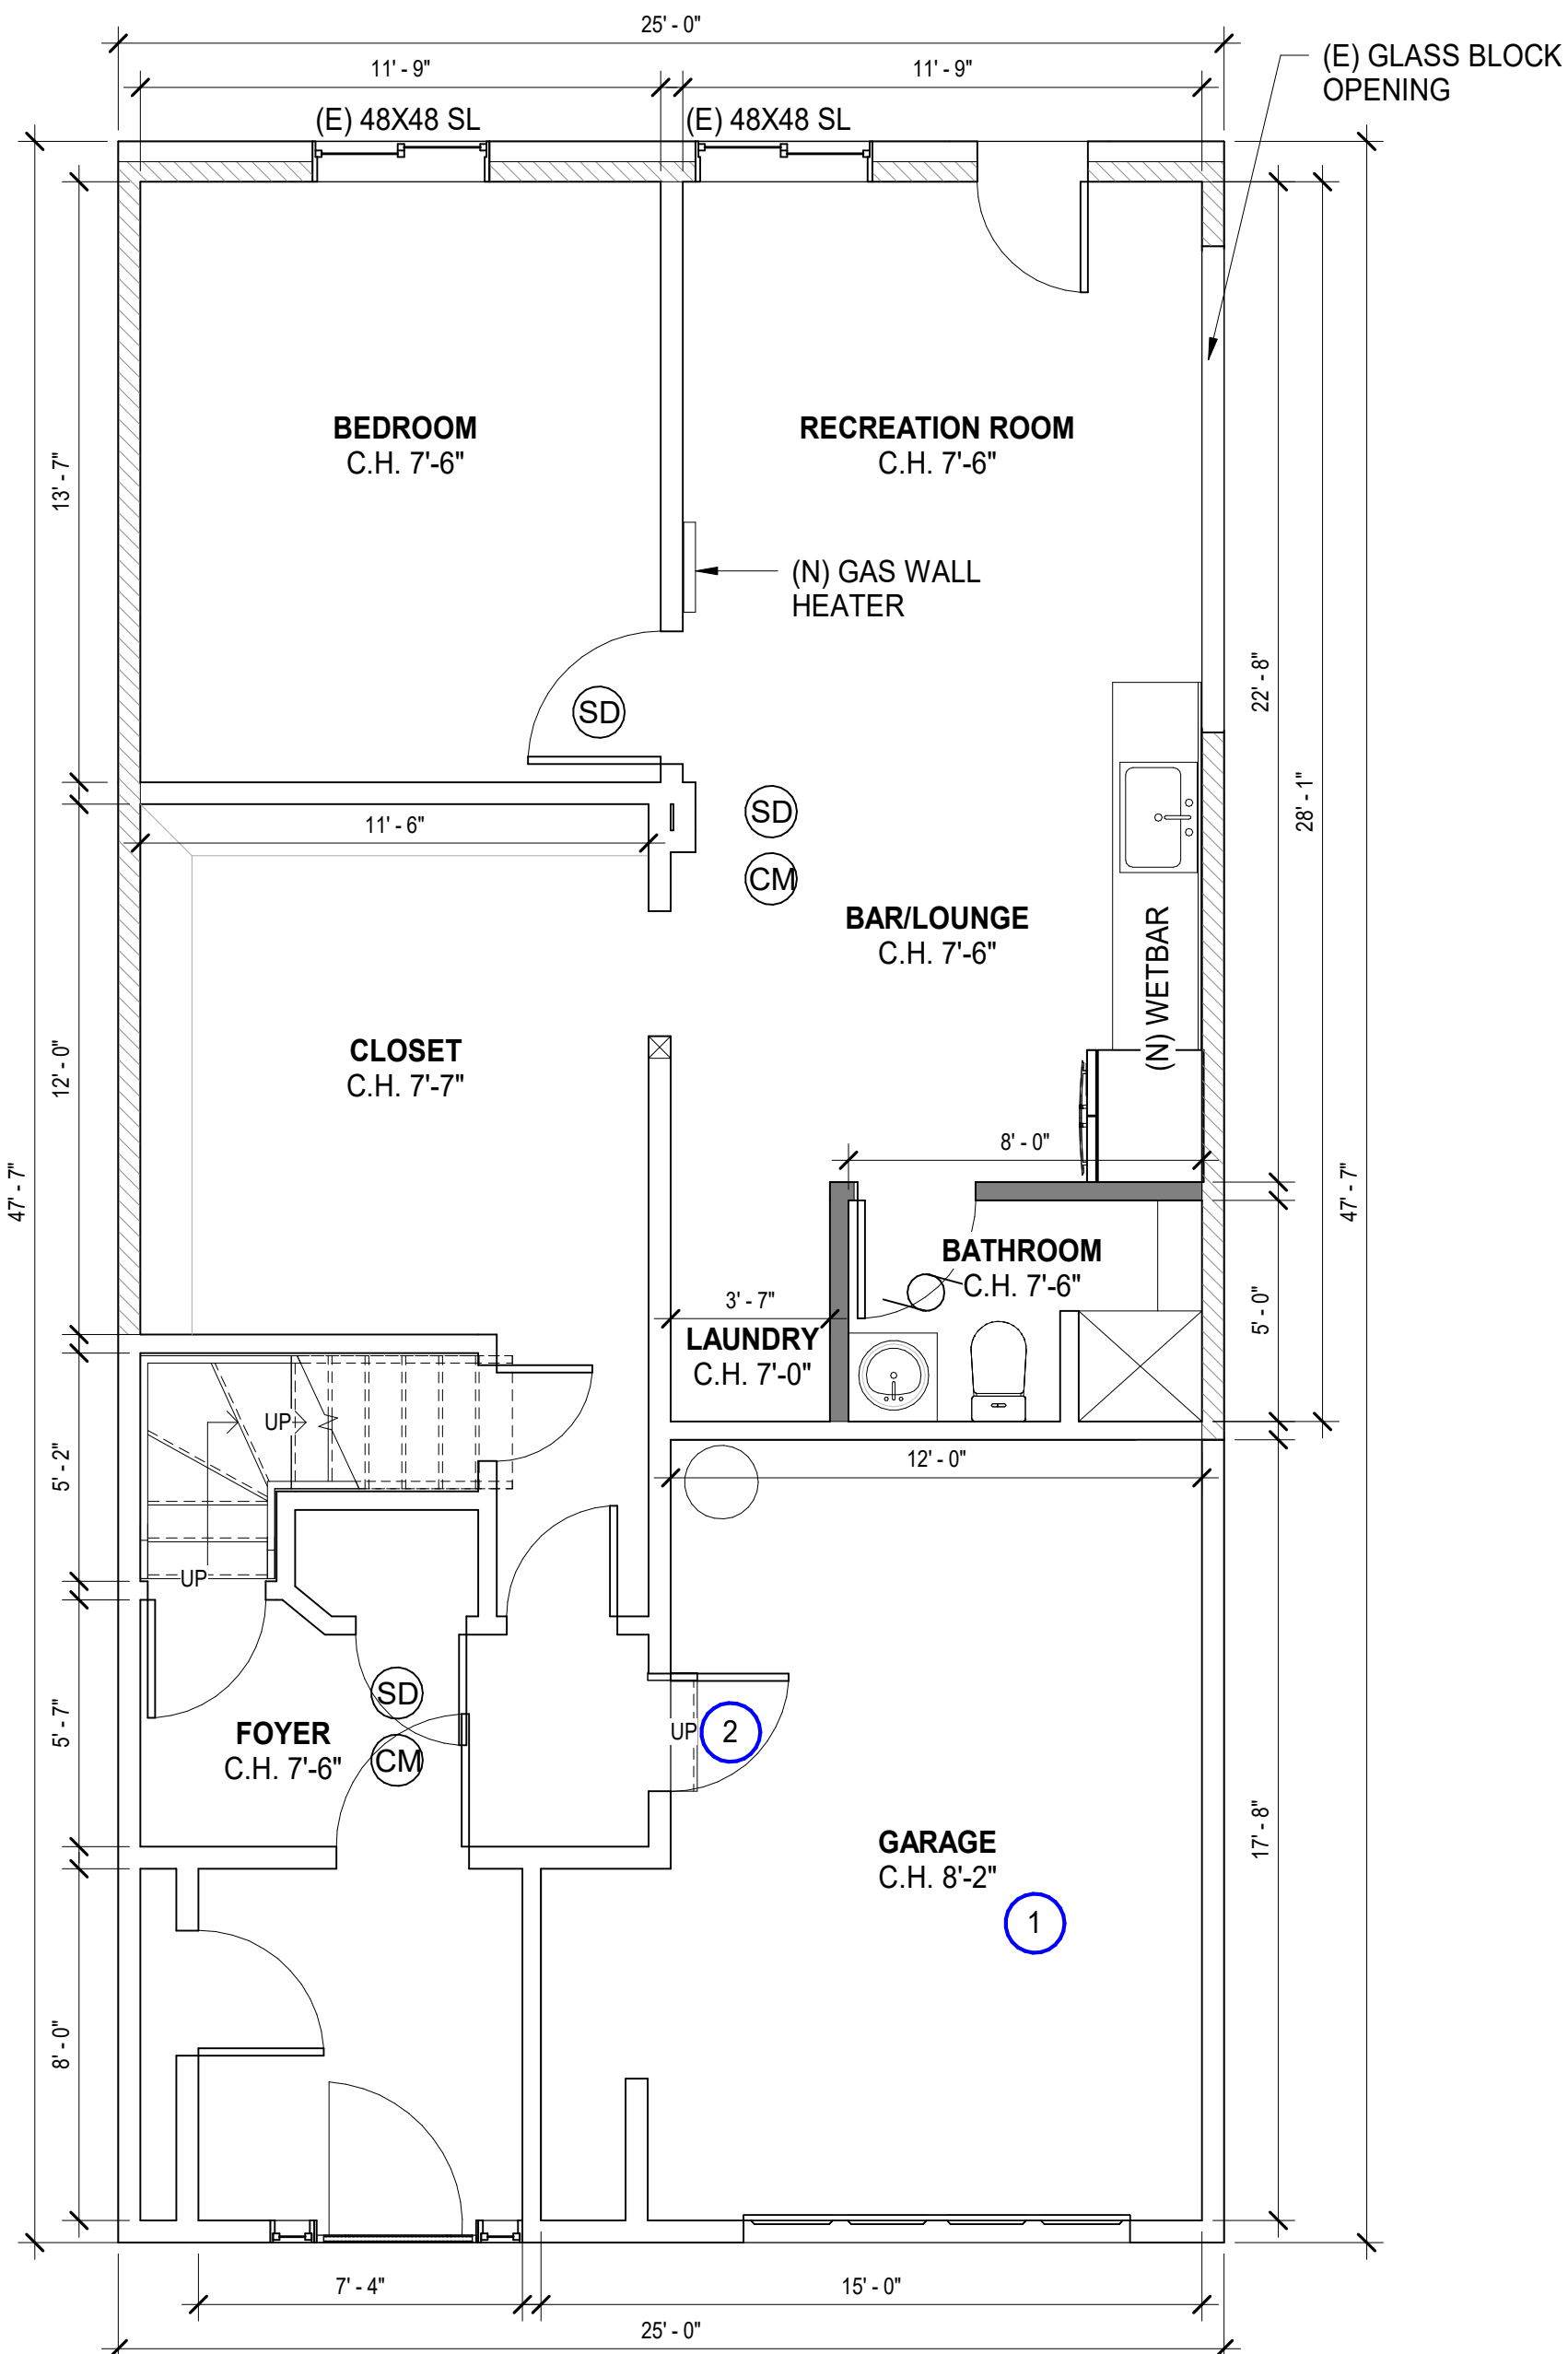 25' - 0"
11' - 9"
11' - 9"
(E) GLASS BLOCK
OPENING
(E) 48X48 SL
(E) 48X48 SL
BEDROOM
C.H. 7'-6"
RECREATION ROOM
C.H. 7'-6"
13' - 7"
(N) GAS WALL
HEATER
22' - 8"
SD
28' - 1"
SD
11' - 6"
CM
BAR/LOUNGE
C.H. 7'-6"
(N) WETBAR
CLOSET
C.H. 7'-7"
12' - 0"
8' - 0"
47' - 7"
47' - 7"
BATHROOM
C.H. 7'-6"
3' - 7"
5' - 0"
LAUNDRY
C.H. 7'-0"
UP
5' - 2"
12' - 0"
UP
SD
5' - 7"
FOYER
C.H. 7'-6"
CM
UP
2
GARAGE
C.H. 8'-2"
17' - 8"
1
8' - 0"
7' - 4"
15' - 0"
25' - 0"